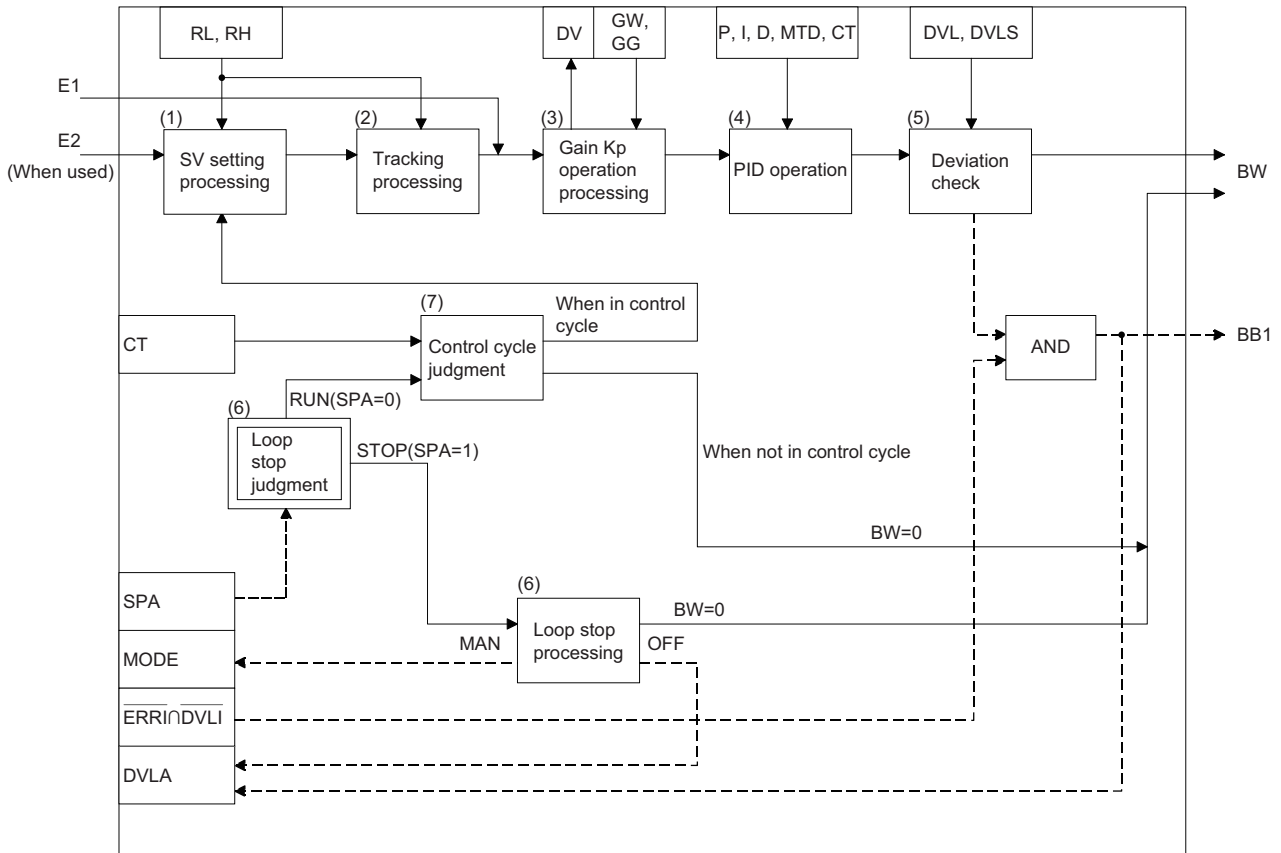 RL, RH
DV
GW,
GG
P, I, D, MTD, CT
DVL, DVLS
E1
E2
(When used)
(1)
SV setting
processing
(2)
Tracking
processing
(3)
Gain Kp
operation
processing
(4)
PID operation
(5)
Deviation
check
BW
When in control
cycle
(7)
CT
Control cycle
judgment
AND
BB1
RUN(SPA=0)
(6)
Loop
stop
judgment
STOP(SPA=1)
When not in control cycle
BW=0
SPA
(6)
BW=0
Loop stop
processing
MAN
OFF
MODE
E̅R̅R̅I̅∩D̅V̅L̅I̅
DVLA